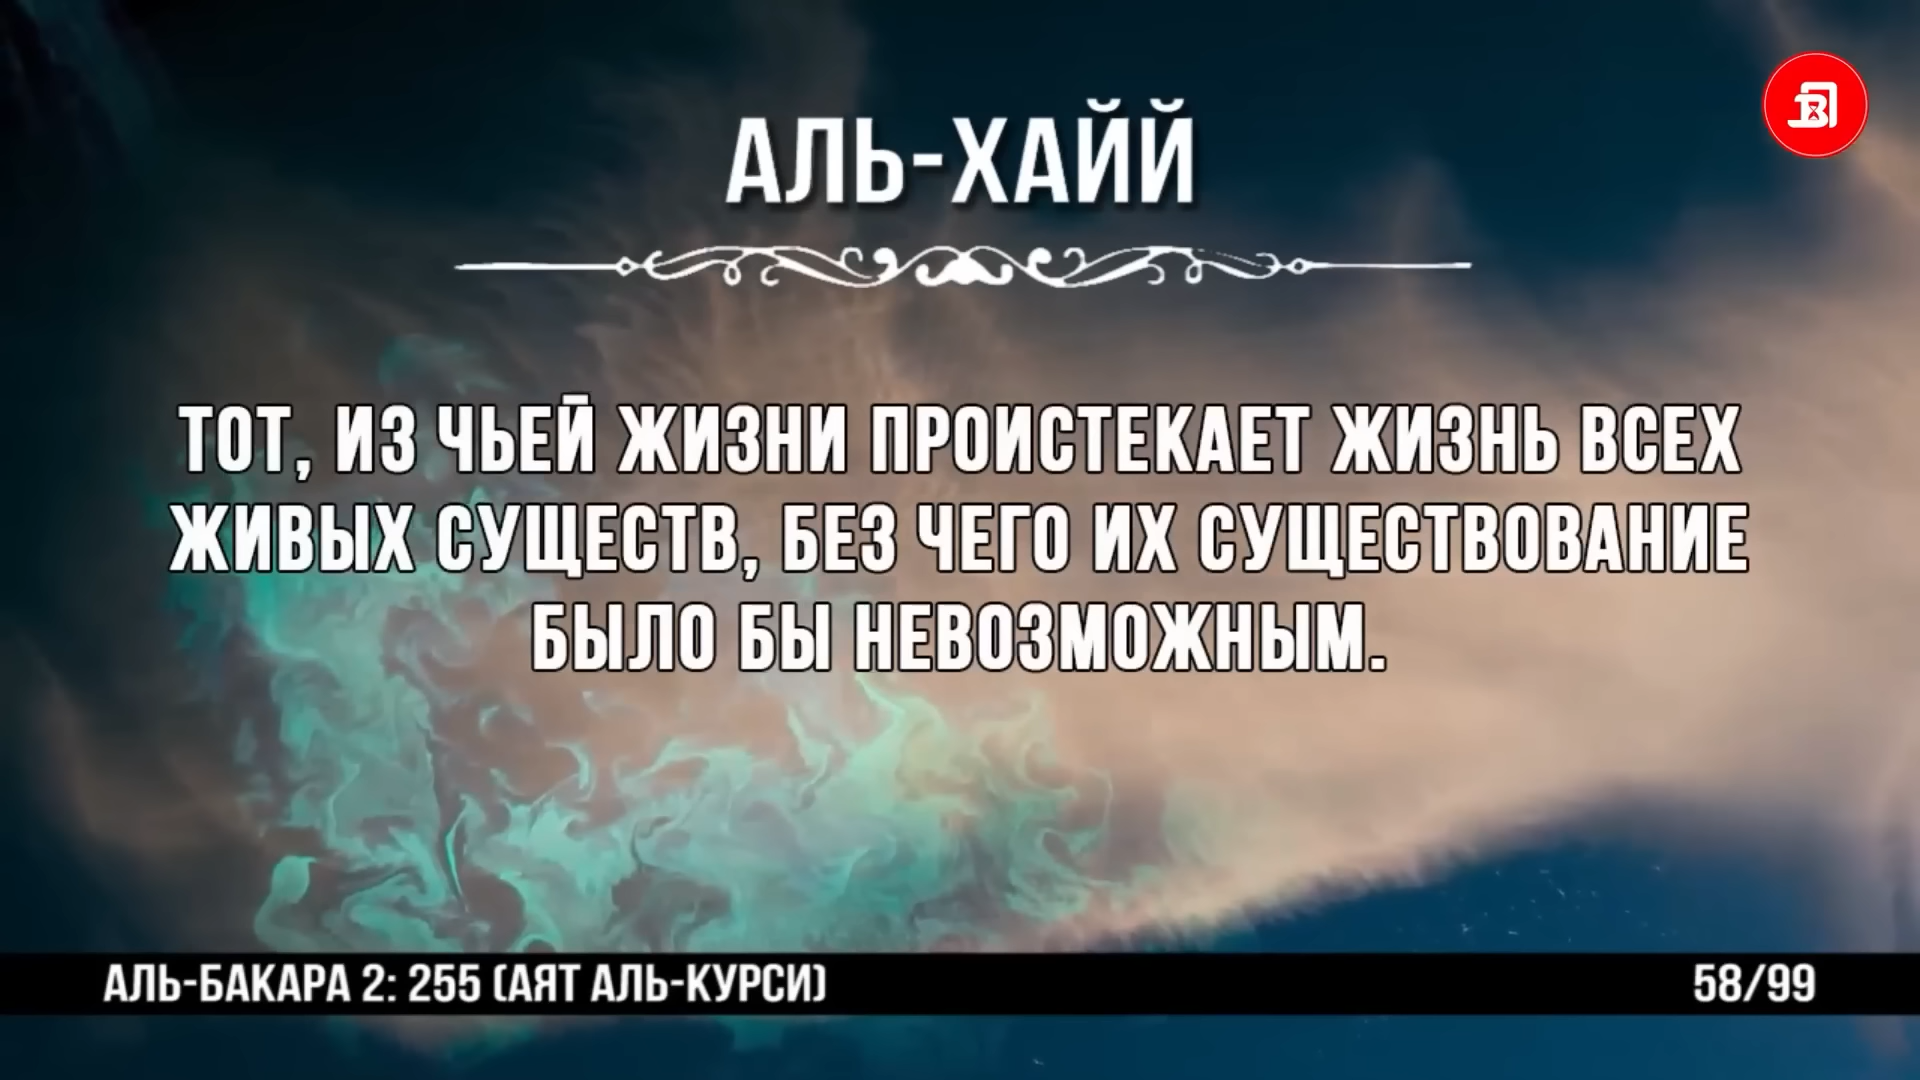 АЛЬ-ХАЙЙ
ТОТ, ИЗ ЧЬЕЙ ЖИЗНИ ПРОИСТЕКАЕТ ЖИЗНЬ ВСЕХ
ЖИВЫХ СУЩЕСТВ, БЕЗ ЧЕГО ИХ СУЩЕСТВОВАНИЕ
БЫЛО БЫ НЕВОЗМОЖНЫМ.
АЛЬ-БАКАРА 2: 255 (АЯТ АЛЬ-КУРСИ)
58/99